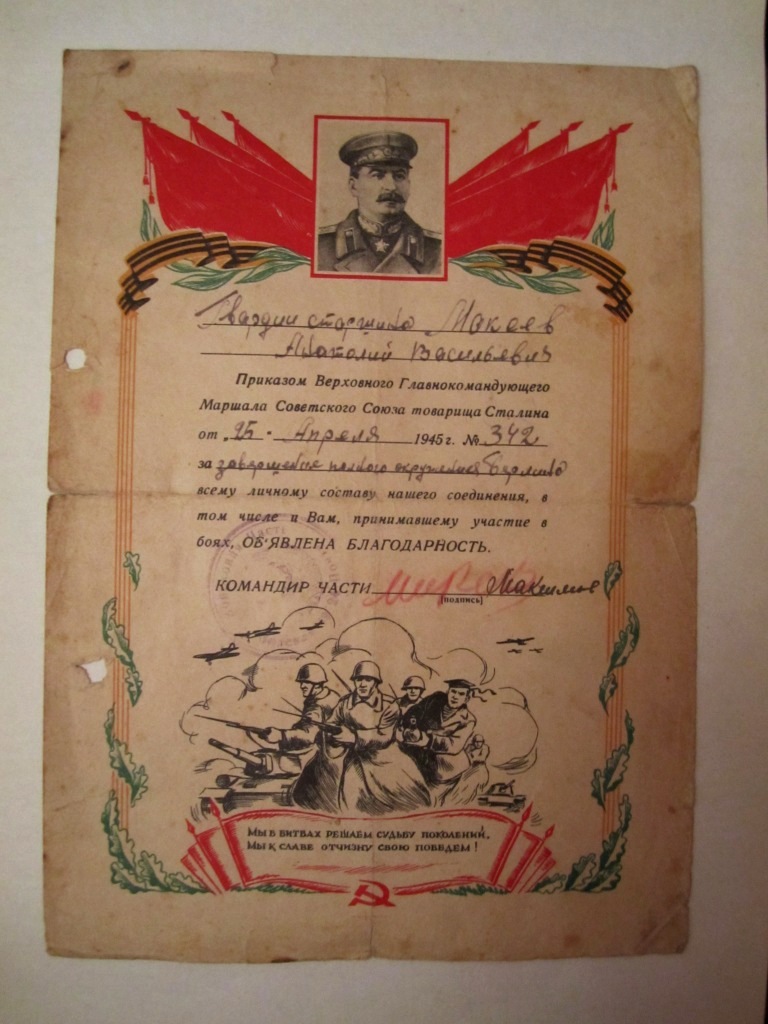 Гвардии старшина Макаев
Анатолий Васильевич
Приказом Верховного Главнокомандующего
Маршала Советского Союза товарища Сталина
от „25 Апреля 1945 г. № 342
за завершение полного окружения Берлина
всему личному составу нашего соединения, в
том числе и Вам, принимавшему участие в
боях, ОБ'ЯВЛЕНА БЛАГОДАРНОСТЬ.
КОМАНДИР ЧАСТИ Максимов
(подпись)
МЫ В БИТВАХ РЕШАЕМ СУДЬБУ ПОКОЛЕНИЙ,
МЫ К СЛАВЕ ОТЧИЗНУ СВОЮ ПОВЕДЕМ!